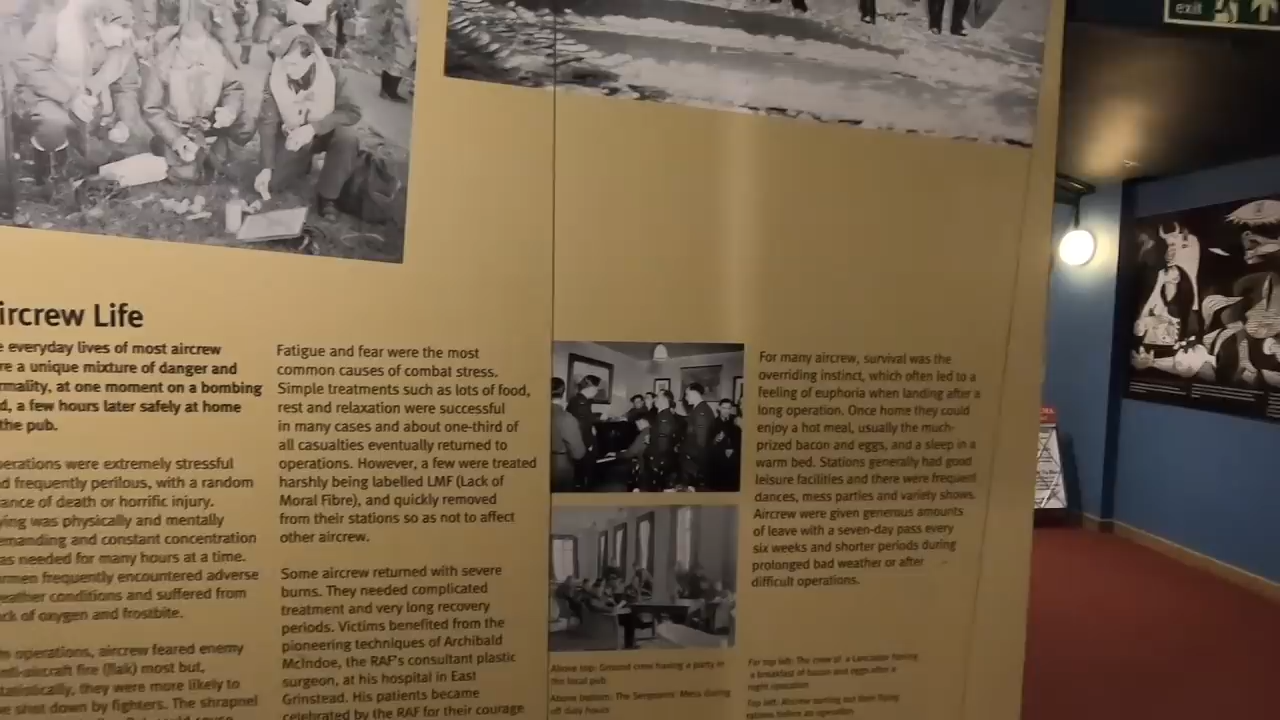 exit
ircrew Life
e everyday lives of most aircrew
re a unique mixture of danger and
rmality, at one moment on a bombing
d, a few hours later safely at home
the pub.
erations were extremely stressful
d frequently perilous, with a random
ance of death or horrific injury.
ying was physically and mentally
emanding and constant concentration
as needed for many hours at a time.
rmen frequently encountered adverse
eather conditions and suffered from
ck of oxygen and frostbite.
operations, aircrew feared enemy
nti-aircraft fire (flak) most but,
tatistically, they were more likely to
e shot down by fighters. The shrapnel
Fatigue and fear were the most
common causes of combat stress.
Simple treatments such as lots of food,
rest and relaxation were successful
in many cases and about one-third of
all casualties eventually returned to
operations. However, a few were treated
harshly being labelled LMF (Lack of
Moral Fibre), and quickly removed
from their stations so as not to affect
other aircrew.
Some aircrew returned with severe
burns. They needed complicated
treatment and very long recovery
periods. Victims benefited from the
pioneering techniques of Archibald
McIndoe, the RAF's consultant plastic
surgeon, at his hospital in East
Grinstead. His patients became
celebrated by the RAF for their courage
Above top: Ground crew having a party in
the local pub
Above bottom: The Sergeants' Mess during
off duty hours
For many aircrew, survival was the
overriding instinct, which often led to a
feeling of euphoria when landing after a
long operation. Once home they could
enjoy a hot meal, usually the much-
prized bacon and eggs, and a sleep in a
warm bed. Stations generally had good
leisure facilities and there were frequent
dances, mess parties and variety shows.
Aircrew were given generous amounts
of leave with a seven-day pass every
six weeks and shorter periods during
prolonged bad weather or after
difficult operations.
Far top left: The crew of a Lancaster having
a breakfast of bacon and eggs after a
night operation
Top left: Aircrew sorting out their flying
rations before an operation